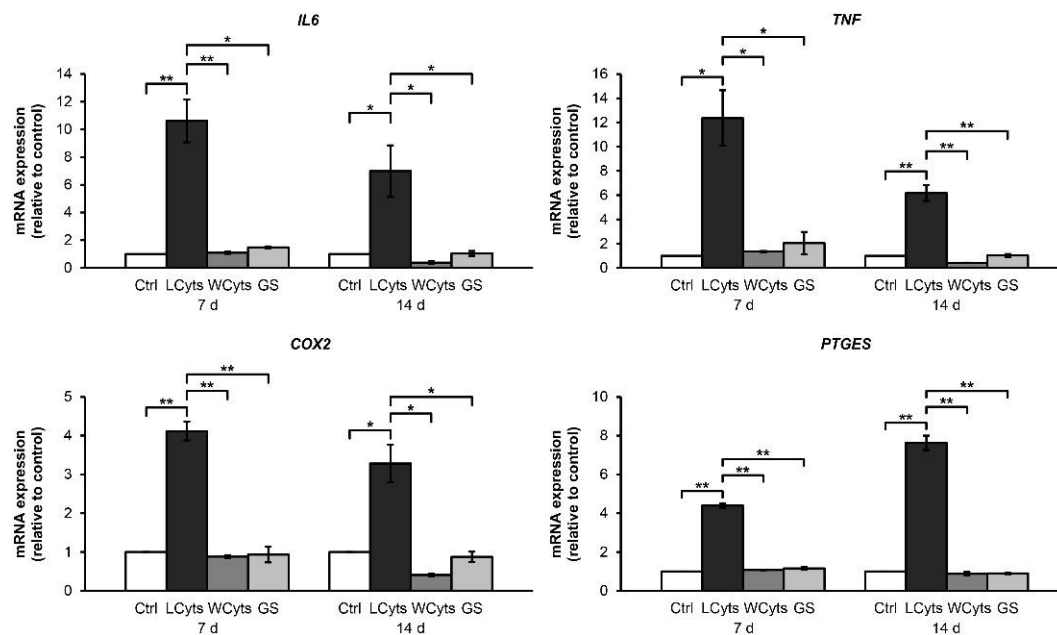 IL6
mRNA expression
(relative to control)
14
12
10
8
6
4
2
0
** ** *
* * *
Ctrl LCyts WCyts GS Ctrl LCyts WCyts GS
7 d 14 d
TNF
mRNA expression
(relative to control)
16
14
12
10
8
6
4
2
0
* * *
** ** **
Ctrl LCyts WCyts GS Ctrl LCyts WCyts GS
7 d 14 d
COX2
mRNA expression
(relative to control)
5
4
3
2
1
0
** ** **
* * *
Ctrl LCyts WCyts GS Ctrl LCyts WCyts GS
7 d 14 d
PTGES
mRNA expression
(relative to control)
10
8
6
4
2
0
** ** **
** ** **
Ctrl LCyts WCyts GS Ctrl LCyts WCyts GS
7 d 14 d